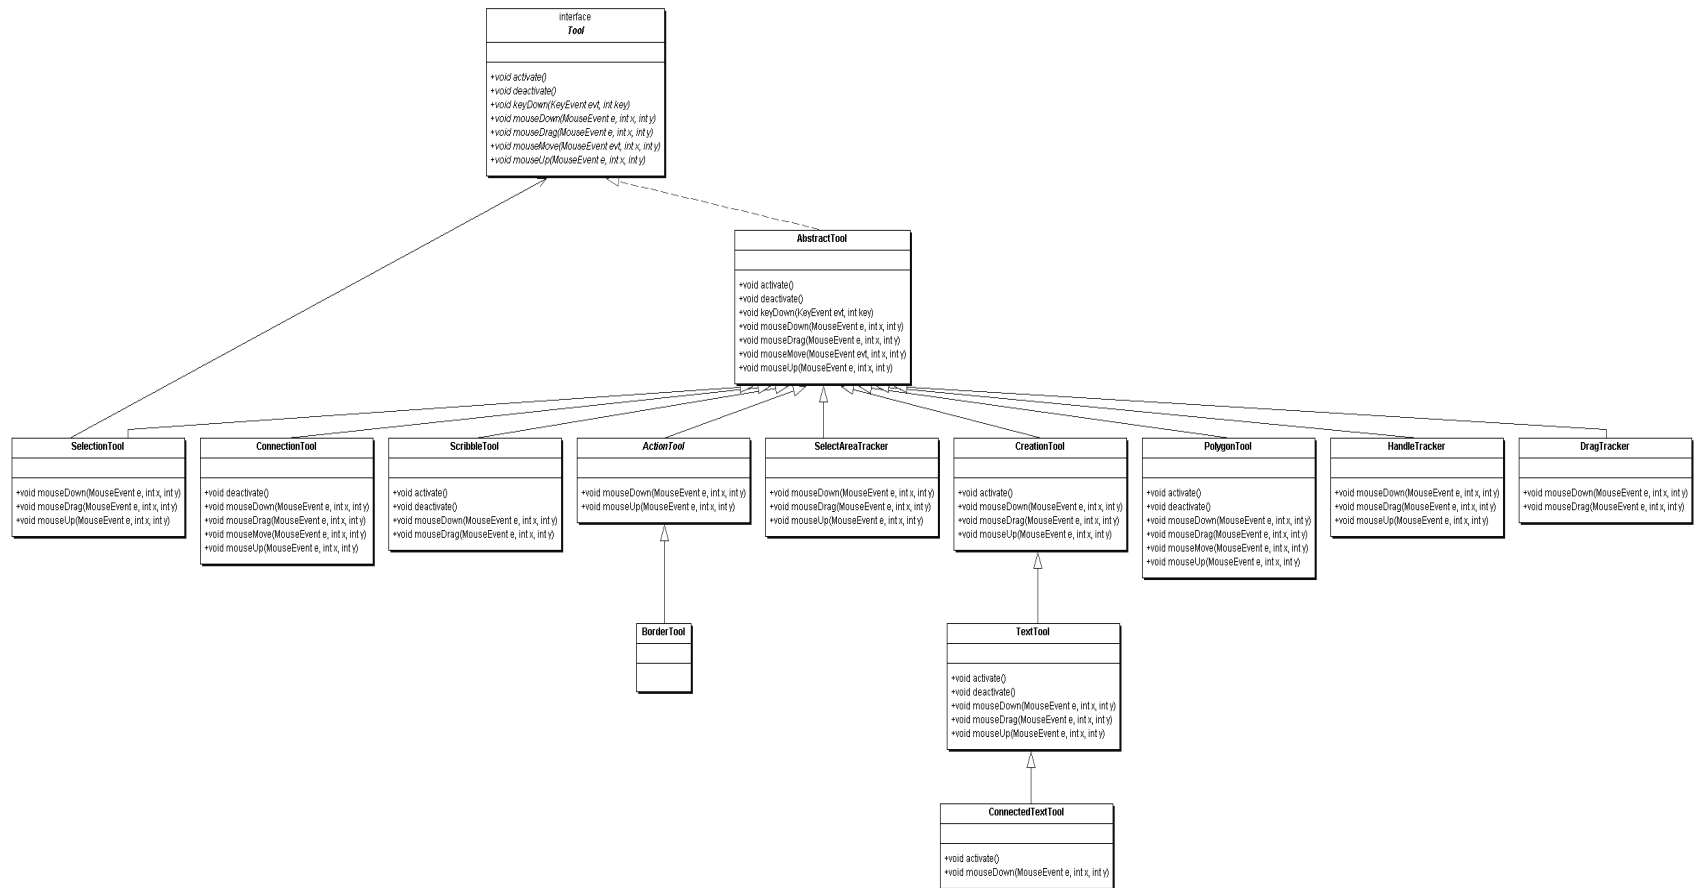 interface
Tool
+void activate()
+void deactivate()
+void keyDown(KeyEvent evt, int key)
+void mouseDown(MouseEvent e, int x, int y)
+void mouseDrag(MouseEvent e, int x, int y)
+void mouseMove(MouseEvent evt, int x, int y)
+void mouseUp(MouseEvent e, int x, int y)
AbstractTool
+void activate()
+void deactivate()
+void keyDown(KeyEvent evt, int key)
+void mouseDown(MouseEvent e, int x, int y)
+void mouseDrag(MouseEvent e, int x, int y)
+void mouseMove(MouseEvent evt, int x, int y)
+void mouseUp(MouseEvent e, int x, int y)
SelectionTool
+void mouseDown(MouseEvent e, int x, int y)
+void mouseDrag(MouseEvent e, int x, int y)
+void mouseUp(MouseEvent e, int x, int y)
ConnectionTool
+void deactivate()
+void mouseDown(MouseEvent e, int x, int y)
+void mouseDrag(MouseEvent e, int x, int y)
+void mouseMove(MouseEvent e, int x, int y)
+void mouseUp(MouseEvent e, int x, int y)
ScribbleTool
+void activate()
+void deactivate()
+void mouseDown(MouseEvent e, int x, int y)
+void mouseDrag(MouseEvent e, int x, int y)
ActionTool
+void mouseDown(MouseEvent e, int x, int y)
+void mouseUp(MouseEvent e, int x, int y)
SelectAreaTracker
+void mouseDown(MouseEvent e, int x, int y)
+void mouseDrag(MouseEvent e, int x, int y)
+void mouseUp(MouseEvent e, int x, int y)
CreationTool
+void activate()
+void mouseDown(MouseEvent e, int x, int y)
+void mouseDrag(MouseEvent e, int x, int y)
+void mouseUp(MouseEvent e, int x, int y)
PolygonTool
+void activate()
+void deactivate()
+void mouseDown(MouseEvent e, int x, int y)
+void mouseDrag(MouseEvent e, int x, int y)
+void mouseMove(MouseEvent e, int x, int y)
+void mouseUp(MouseEvent e, int x, int y)
HandleTracker
+void mouseDown(MouseEvent e, int x, int y)
+void mouseDrag(MouseEvent e, int x, int y)
+void mouseUp(MouseEvent e, int x, int y)
DragTracker
+void mouseDown(MouseEvent e, int x, int y)
+void mouseDrag(MouseEvent e, int x, int y)
BorderTool
TextTool
+void activate()
+void deactivate()
+void mouseDown(MouseEvent e, int x, int y)
+void mouseDrag(MouseEvent e, int x, int y)
+void mouseUp(MouseEvent e, int x, int y)
ConnectedTextTool
+void activate()
+void mouseDown(MouseEvent e, int x, int y)